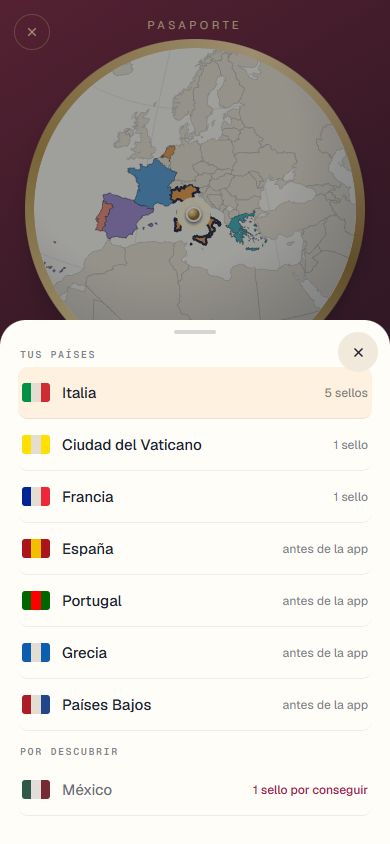 PASAPORTE
TUS PAÍSES
Italia 5 sellos
Ciudad del Vaticano 1 sello
Francia 1 sello
España antes de la app
Portugal antes de la app
Grecia antes de la app
Países Bajos antes de la app
POR DESCUBRIR
México 1 sello por conseguir